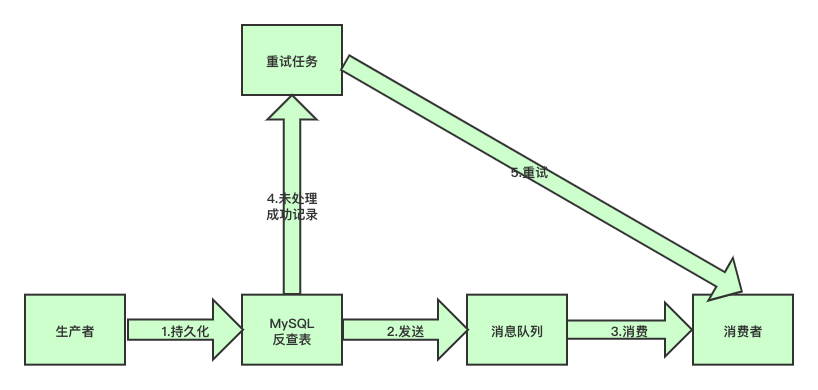 重试任务
5.重试
4.未处理
成功记录
生产者
1.持久化
MySQL
反查表
2.发送
消息队列
3.消费
消费者